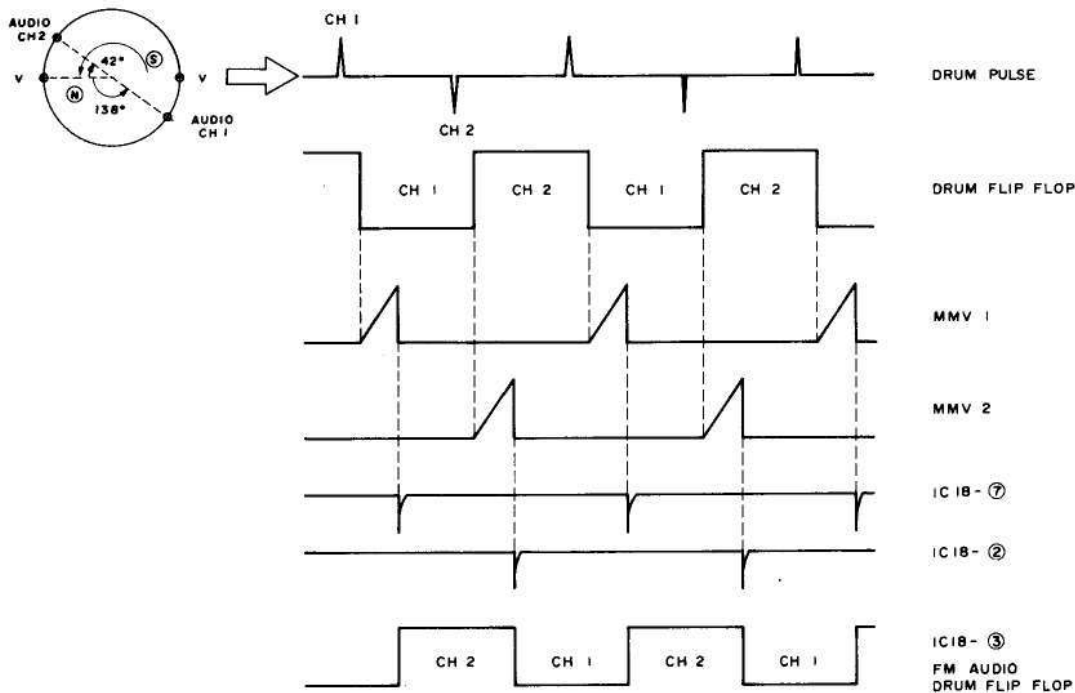 AUDIO
CH2
V
42°
S
V
N
138°
AUDIO
CH 1
CH 1
CH 2
DRUM PULSE
CH 1
CH 2
CH 1
CH 2
DRUM FLIP FLOP
MMV 1
MMV 2
IC18-⑦
IC18-②
CH 2
CH 1
CH 2
CH 1
IC18-③
FM AUDIO
DRUM FLIP FLOP